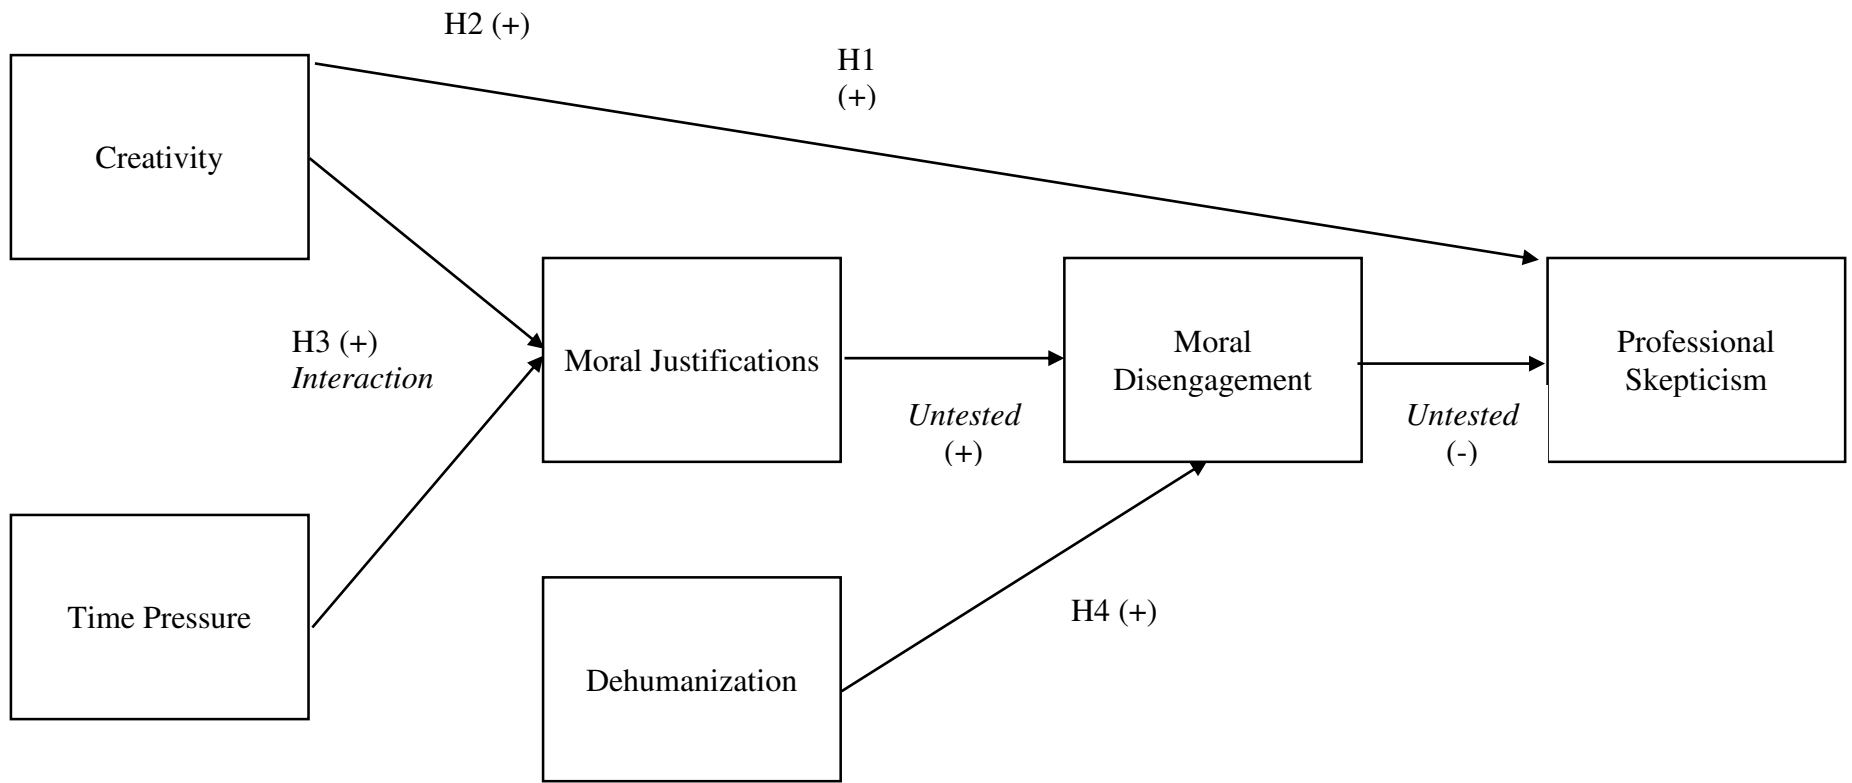 H2 (+)
H1
(+)
Creativity
H3 (+)
Interaction
Moral Justifications
Moral
Disengagement
Professional
Skepticism
Untested
(+)
Untested
(-)
Time Pressure
Dehumanization
H4 (+)